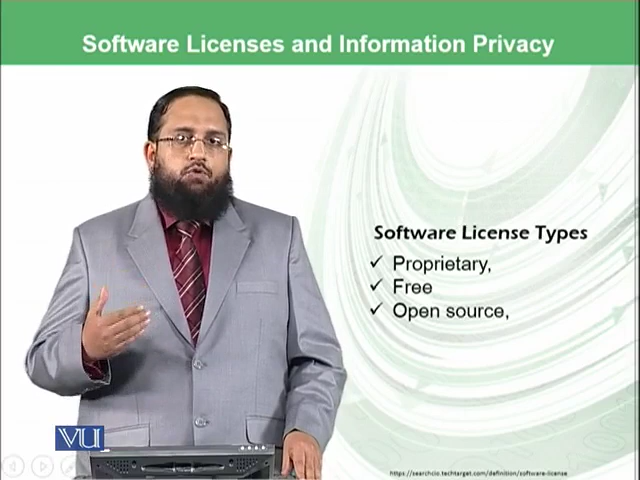 Software Licenses and Information Privacy
Software License Types
✓ Proprietary,
✓ Free
✓ Open source,
VU
https://searchcio.techtarget.com/definition/software-license